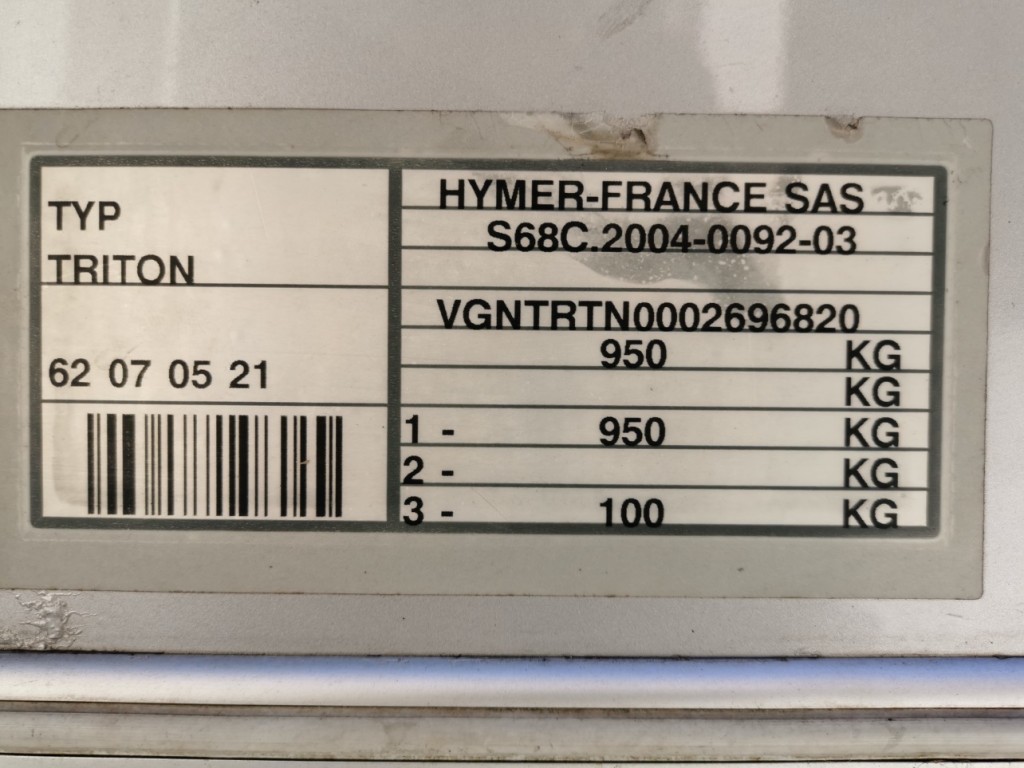 TYP
TRITON
62 07 05 21
HYMER-FRANCE SAS
S68C.2004-0092-03
VGNTRTN0002696820
950 KG
KG
1 - 950 KG
2 - KG
3 - 100 KG